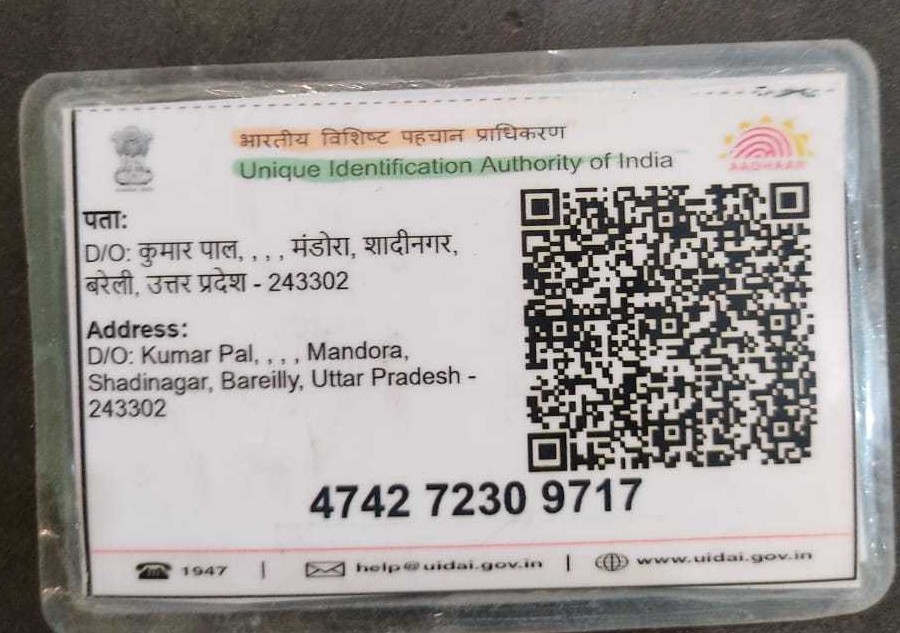 भारतीय विशिष्ट पहचान प्राधिकरण
Unique Identification Authority of India
AADHAAR
पता:
D/O: कुमार पाल, , , , मंडोरा, शादीनगर,
बरेली, उत्तर प्रदेश - 243302
Address:
D/O: Kumar Pal, , , , Mandora,
Shadinagar, Bareilly, Uttar Pradesh -
243302
4742 7230 9717
1947 | help@uidai.gov.in | www.uidai.gov.in